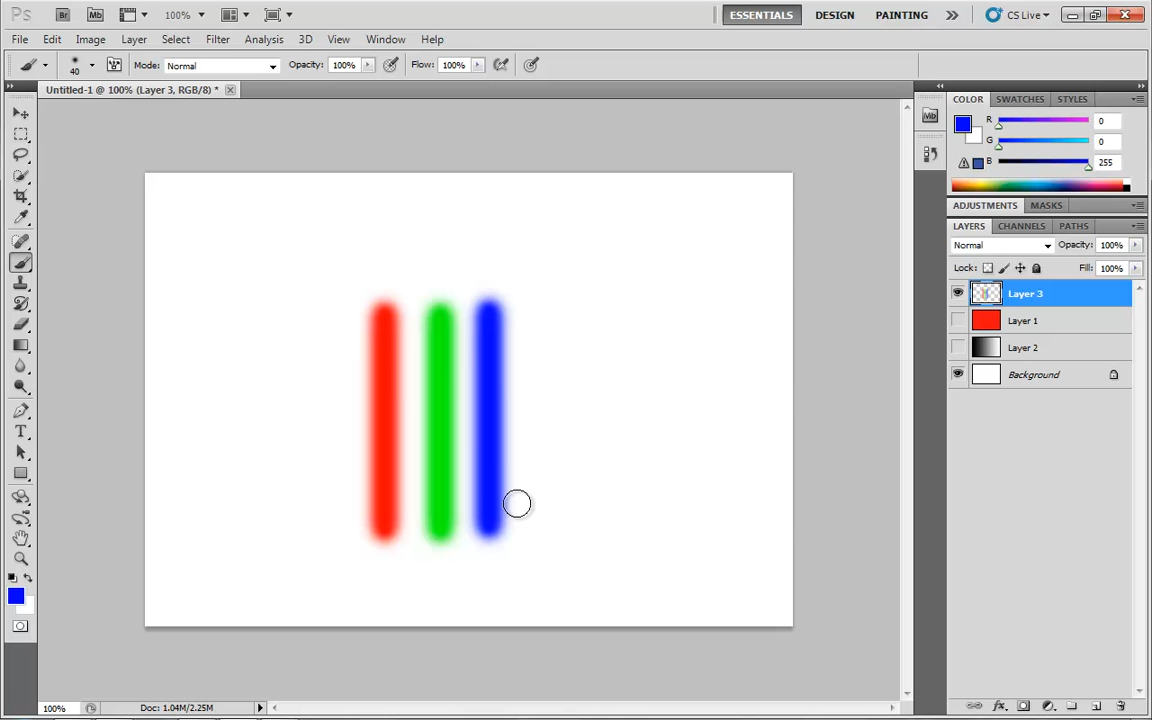 Ps Br Mb 100% ESSENTIALS DESIGN PAINTING CS Live
File Edit Image Layer Select Filter Analysis 3D View Window Help
40 Mode: Normal Opacity: 100% Flow: 100%
Untitled-1 @ 100% (Layer 3, RGB/8) *
Mb
COLOR SWATCHES STYLES
R 0
G 0
B 255
ADJUSTMENTS MASKS
LAYERS CHANNELS PATHS
Normal Opacity: 100%
Lock: Fill: 100%
Layer 3
Layer 1
Layer 2
Background
T
fx
100% Doc: 1.04M/2.25M